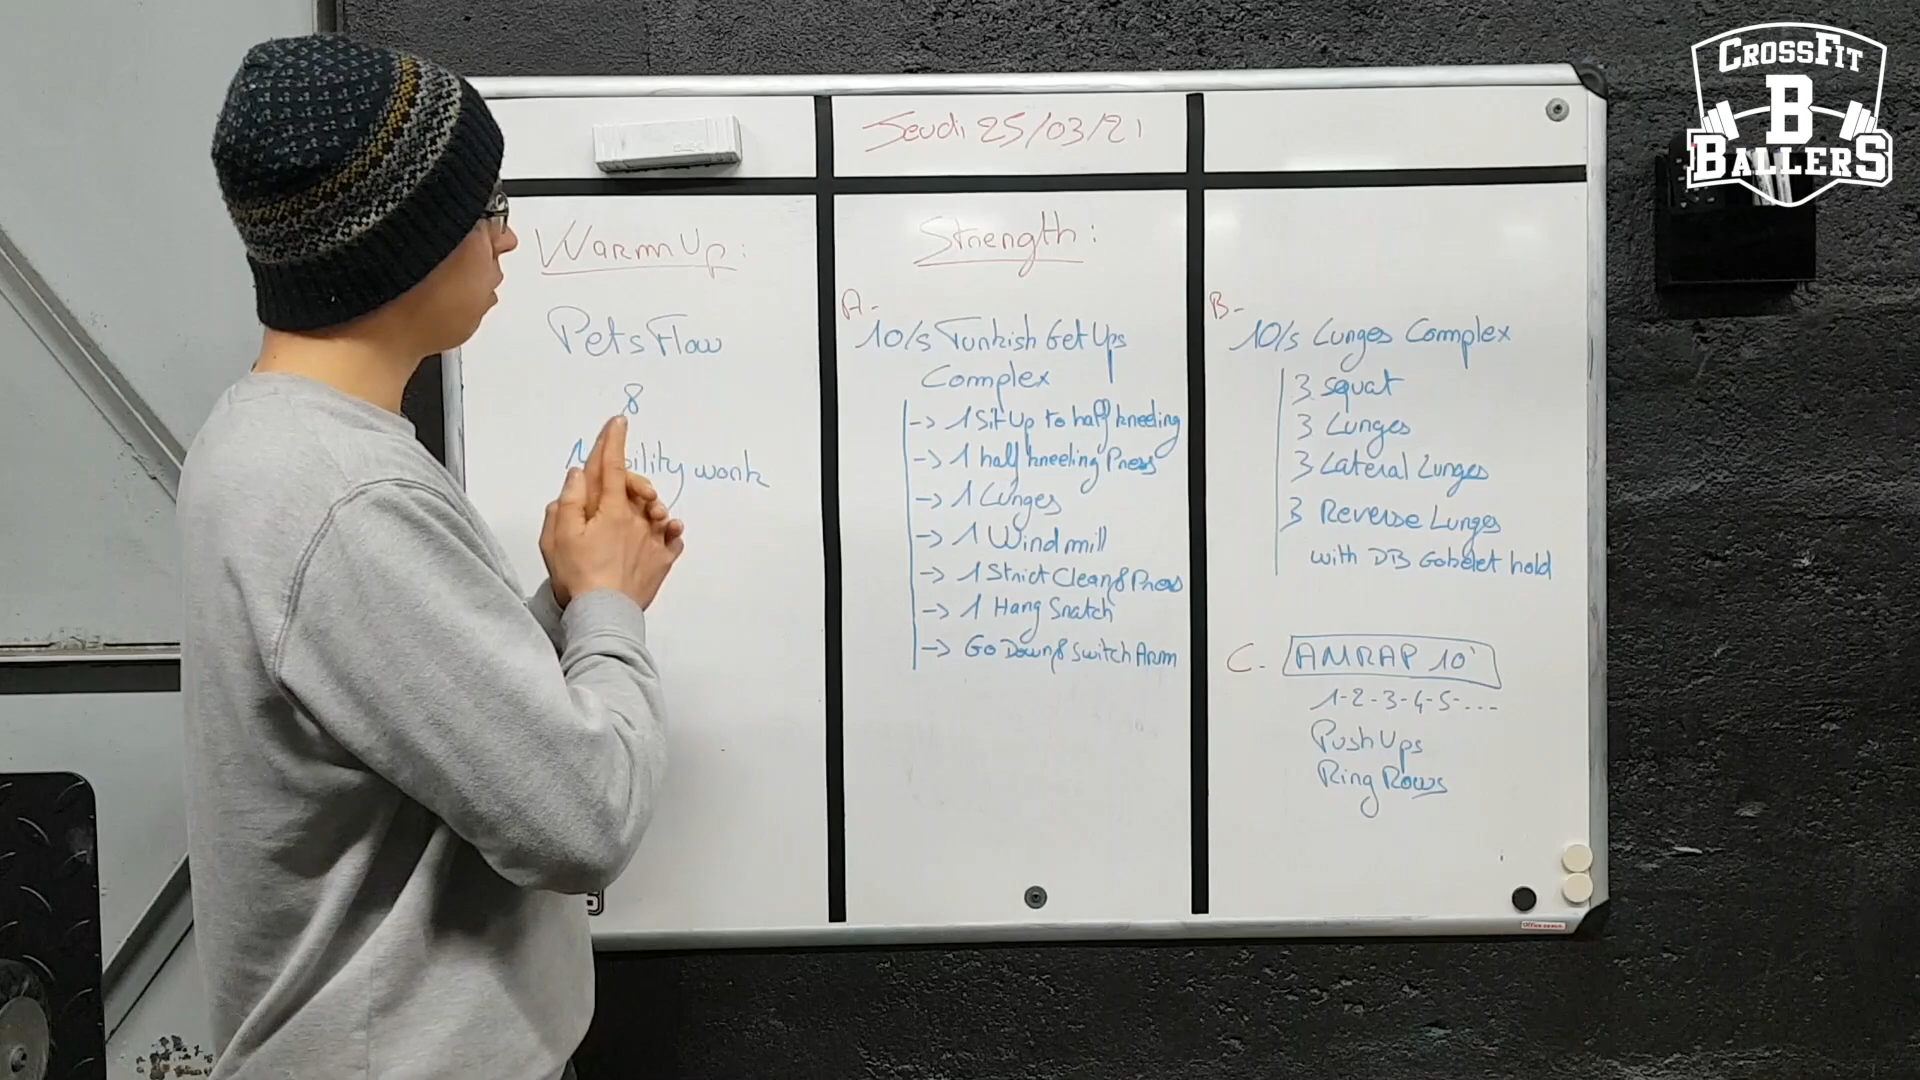 CROSSFIT
B
BALLERS
Jeudi 25/03/21
Warm Up:
Pets Flow
&
Mobility work
Strength:
A-
10/s Turkish Get Ups
Complex
-> 1 Sit Up to half kneeling
-> 1 half kneeling Press
-> 1 Lunges
-> 1 Windmill
-> 1 Strict Clean & Press
-> 1 Hang Snatch
-> Go Down & Switch Arm
B-
10/s Lunges Complex
3 squat
3 Lunges
3 Lateral Lunges
3 Reverse Lunges
with DB Gobelet hold
C. AMRAP 10'
1-2-3-4-5-...
Push Ups
Ring Rows